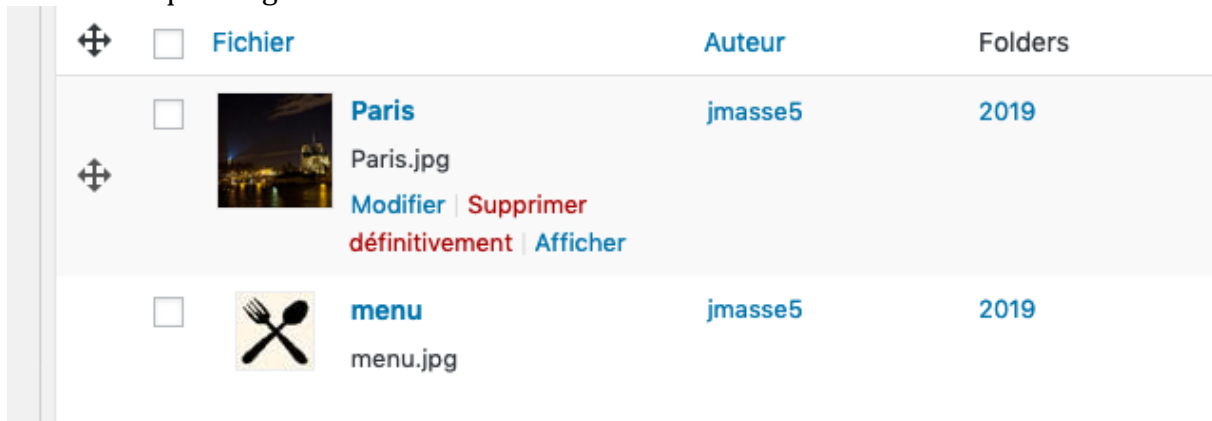 Fichier Auteur Folders
Paris jmasse5 2019
Paris.jpg
Modifier | Supprimer
définitivement | Afficher
menu jmasse5 2019
menu.jpg